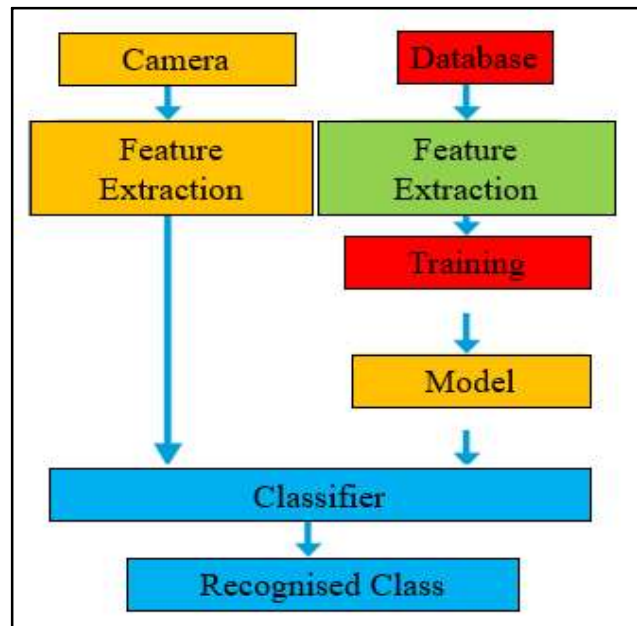 Camera
Database
Feature
Extraction
Feature
Extraction
Training
Model
Classifier
Recognised Class